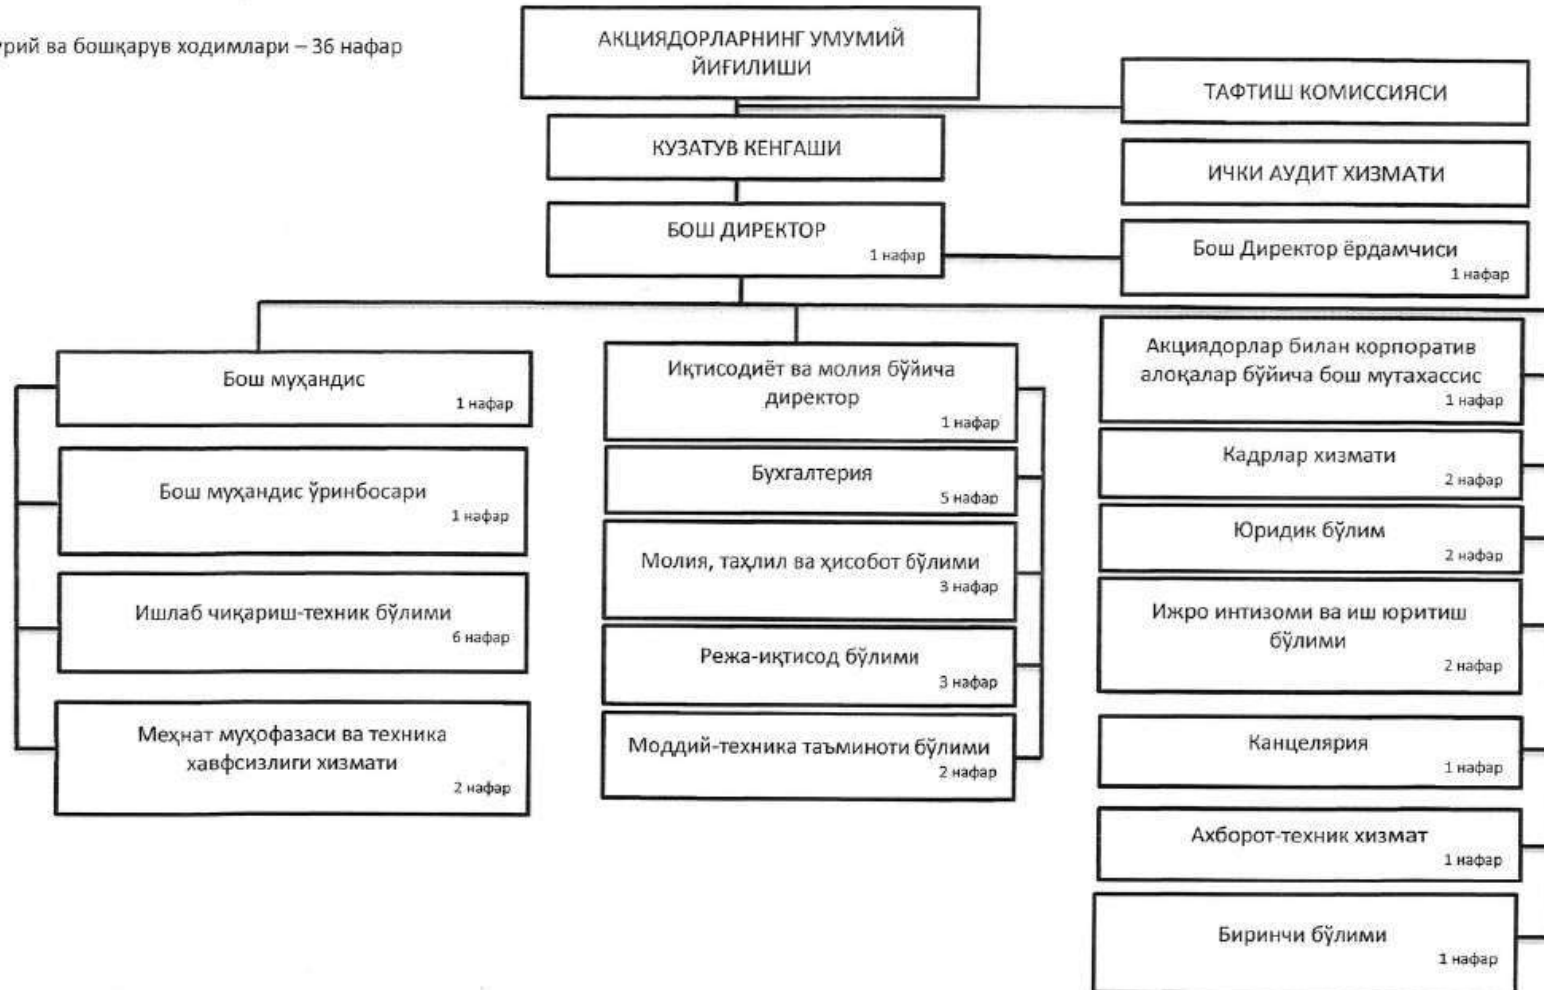 ва бошқарув ходимлари – 36 нафар
АКЦИЯДОРЛАРНИНГ УМУМИЙ
ЙИҒИЛИШИ
ТАФТИШ КОМИССИЯСИ
КУЗАТУВ КЕНГАШИ
ИЧКИ АУДИТ ХИЗМАТИ
БОШ ДИРЕКТОР
1 нафар
Бош Директор ёрдамчиси
1 нафар
Бош муҳандис
1 нафар
Бош муҳандис ўринбосари
1 нафар
Ишлаб чиқариш-техник бўлими
6 нафар
Меҳнат муҳофазаси ва техника
хавфсизлиги хизмати
2 нафар
Иқтисодиёт ва молия бўйича
директор
1 нафар
Бухгалтерия
5 нафар
Молия, таҳлил ва ҳисобот бўлими
3 нафар
Режа-иқтисод бўлими
3 нафар
Моддий-техника таъминоти бўлими
2 нафар
Акциядорлар билан корпоратив
алоқалар бўйича бош мутахассис
1 нафар
Кадрлар хизмати
2 нафар
Юридик бўлим
2 нафар
Ижро интизоми ва иш юритиш
бўлими
2 нафар
Канцелярия
1 нафар
Ахборот-техник хизмат
1 нафар
Биринчи бўлими
1 нафар